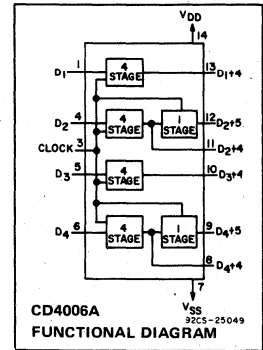 VDD
14
D1 1 4 STAGE 13 D1+4
D2 4 4 STAGE 1 STAGE 12 D2+5
11 D2+4
CLOCK 3
D3 5 4 STAGE 10 D3+4
D4 6 4 STAGE 1 STAGE 9 D4+5
8 D4+4
7
VSS
92CS-25049
CD4006A
FUNCTIONAL DIAGRAM